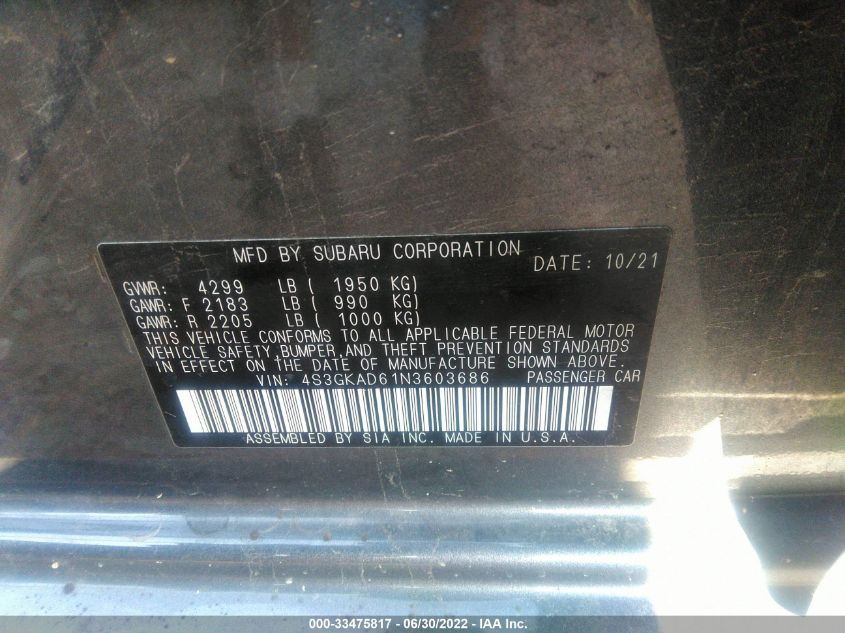 MFD BY SUBARU CORPORATION DATE: 10/21
GVWR: 4299 LB ( 1950 KG)
GAWR: F 2183 LB ( 990 KG)
GAWR: R 2205 LB ( 1000 KG)
THIS VEHICLE CONFORMS TO ALL APPLICABLE FEDERAL MOTOR
VEHICLE SAFETY, BUMPER, AND THEFT PREVENTION STANDARDS
IN EFFECT ON THE DATE OF MANUFACTURE SHOWN ABOVE.
VIN: 4S3GKAD61N3603686 PASSENGER CAR
ASSEMBLED BY SIA INC. MADE IN U.S.A.
000-33475817 - 06/30/2022 - IAA Inc.